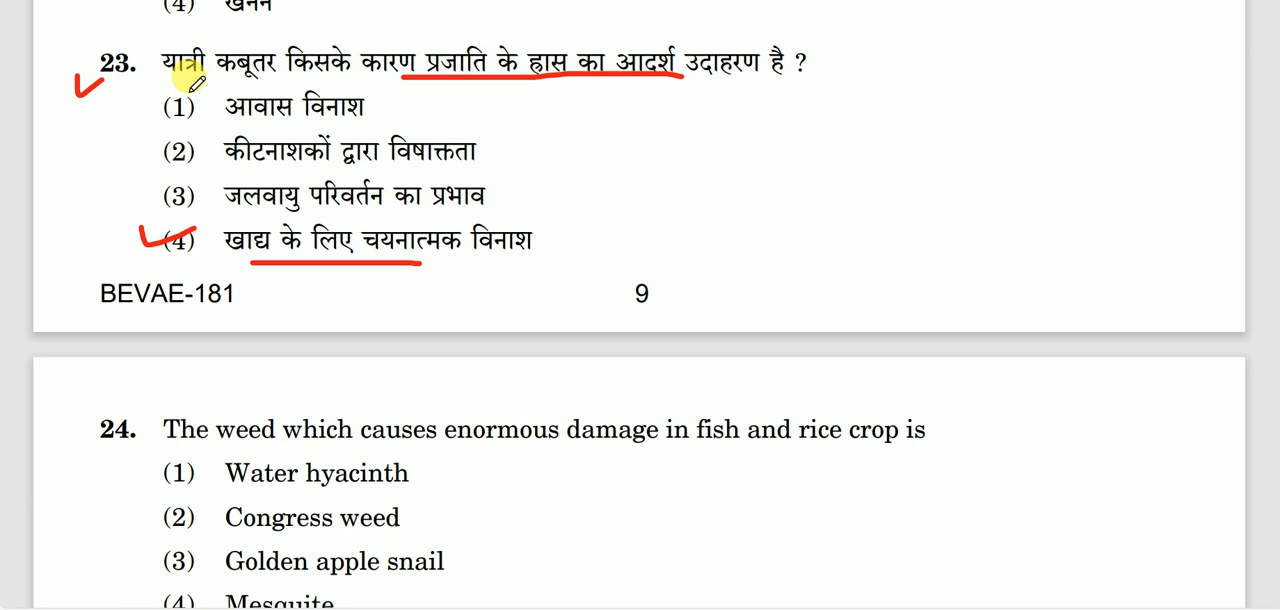 (4) खनन
23. यात्री कबूतर किसके कारण प्रजाति के ह्रास का आदर्श उदाहरण है ?
(1) आवास विनाश
(2) कीटनाशकों द्वारा विषाक्तता
(3) जलवायु परिवर्तन का प्रभाव
(4) खाद्य के लिए चयनात्मक विनाश
BEVAE-181 9
24. The weed which causes enormous damage in fish and rice crop is
(1) Water hyacinth
(2) Congress weed
(3) Golden apple snail
(4) Mesquite